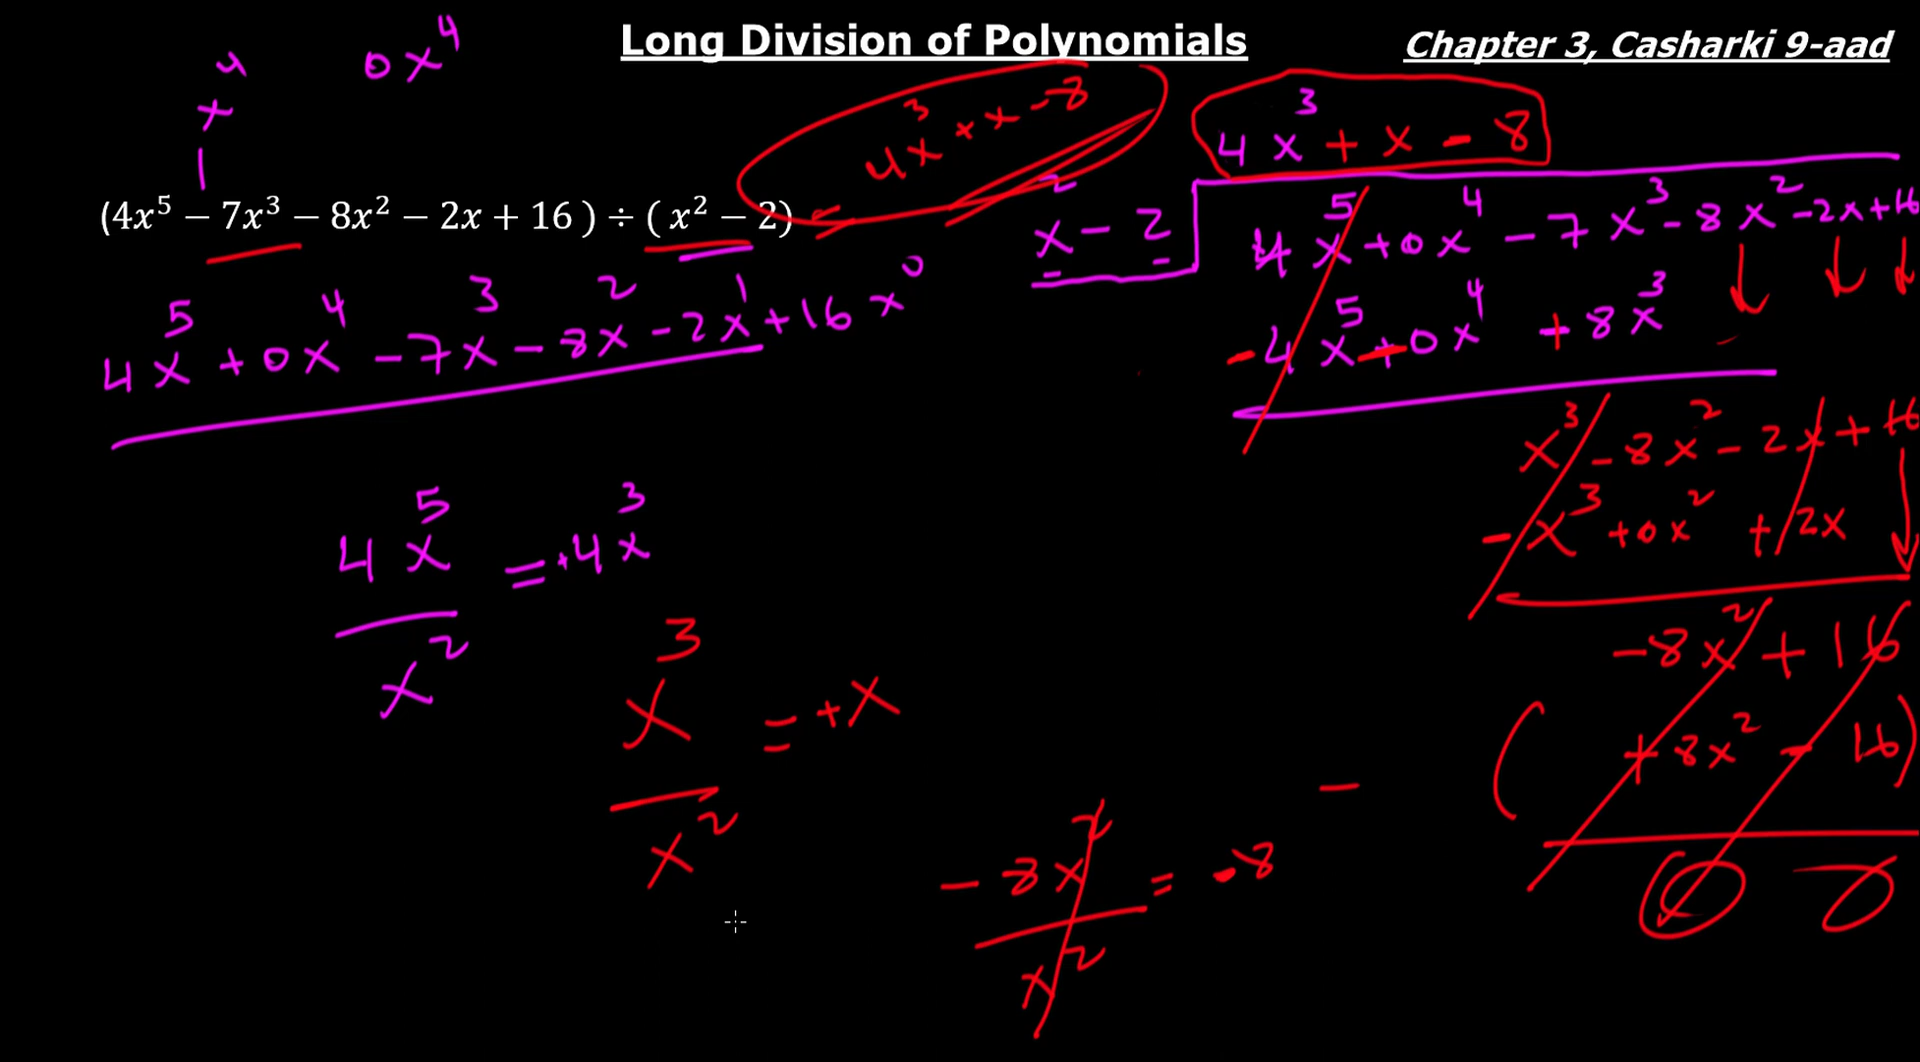 Long Division of Polynomials
Chapter 3, Casharki 9-aad
x⁴ 0x⁴
1
(4x⁵ − 7x³ − 8x² − 2x + 16 ) ÷ ( x² − 2)
4x³ + x - 8
4x³ + x - 8
x² - 2
4x⁵ + 0x⁴ - 7x³ - 8x² - 2x + 16
- 4x⁵ - 0x⁴ + 8x³
x³ - 8x² - 2x + 16
- x³ + 0x² + 2x
-8x² + 16
- ( + 8x² - 16)
0 0
4x⁵ + 0x⁴ - 7x³ - 8x² - 2x¹ + 16x⁰
4x⁵ / x² = +4x³
x³ / x² = +x
- 8x² / x² = -8